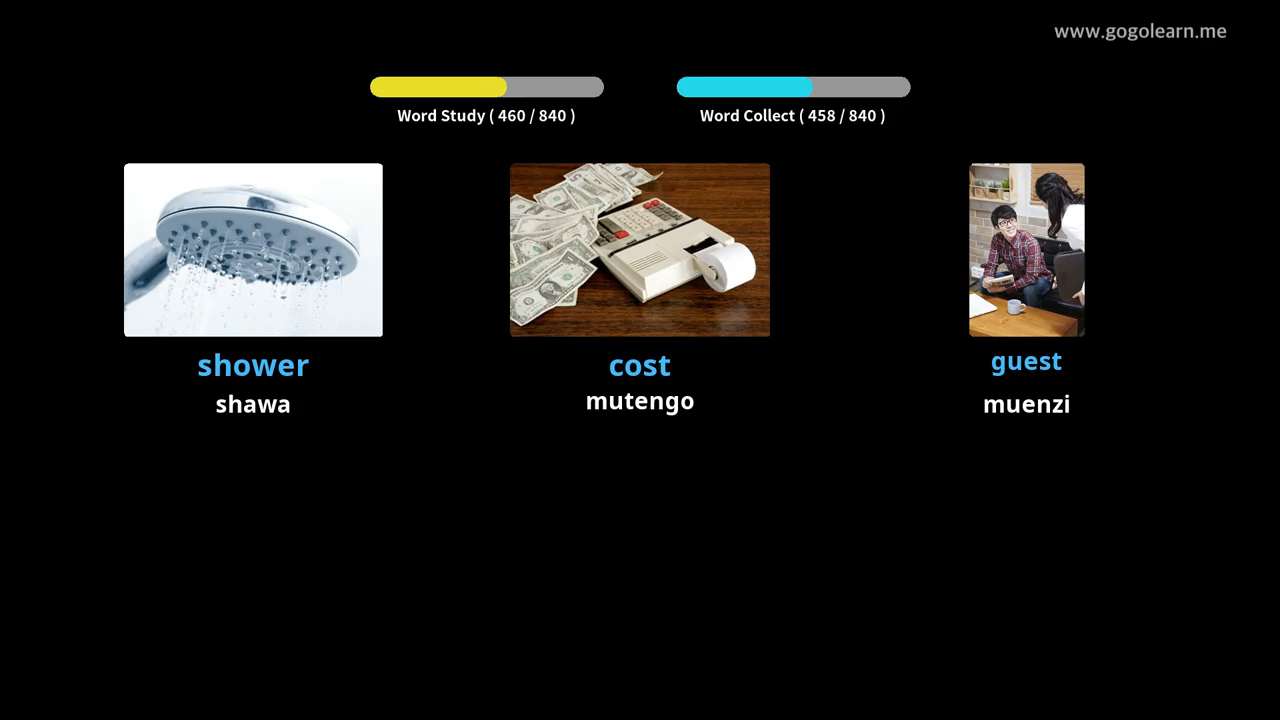 www.gogolearn.me
Word Study ( 460 / 840 )
Word Collect ( 458 / 840 )
shower
shawa
cost
mutengo
guest
muenzi